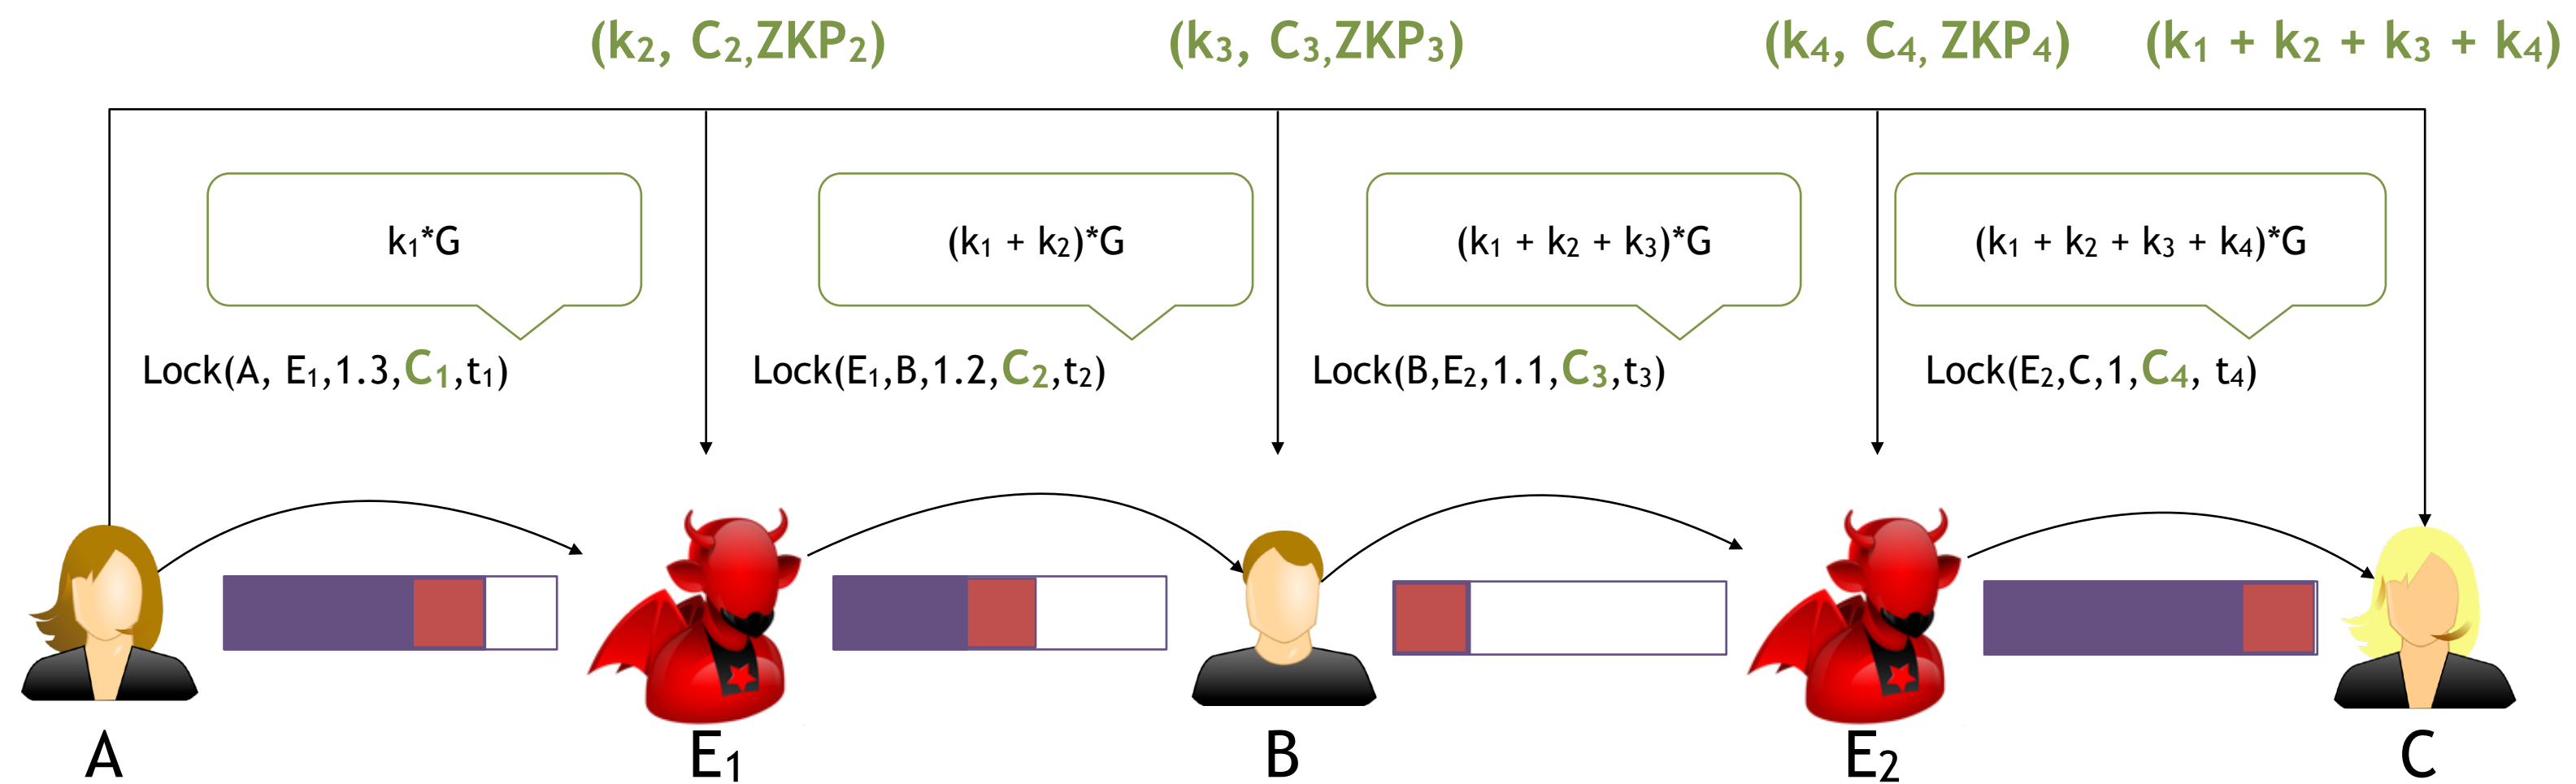 (k₂, C₂,ZKP₂) (k₃, C₃,ZKP₃) (k₄, C₄, ZKP₄) (k₁ + k₂ + k₃ + k₄)
k₁*G (k₁ + k₂)*G (k₁ + k₂ + k₃)*G (k₁ + k₂ + k₃ + k₄)*G
Lock(A, E₁,1.3,C₁,t₁) Lock(E₁,B,1.2,C₂,t₂) Lock(B,E₂,1.1,C₃,t₃) Lock(E₂,C,1,C₄, t₄)
A E₁ B E₂ C